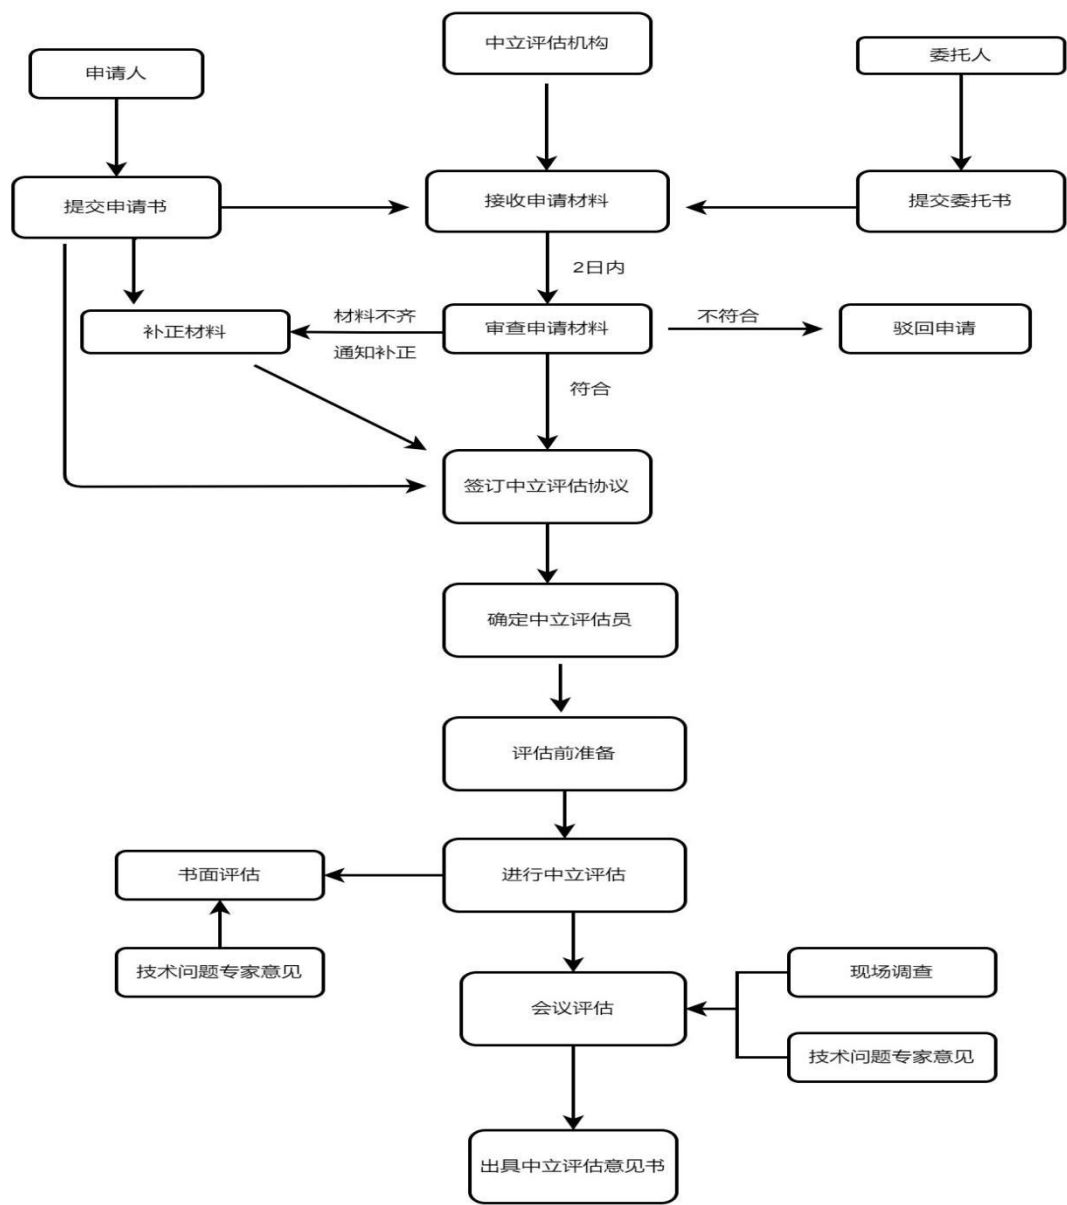 中立评估机构
申请人
委托人
提交申请书
接收申请材料
提交委托书
2日内
补正材料
材料不齐
通知补正
审查申请材料
不符合
驳回申请
符合
签订中立评估协议
确定中立评估员
评估前准备
书面评估
进行中立评估
技术问题专家意见
会议评估
现场调查
技术问题专家意见
出具中立评估意见书